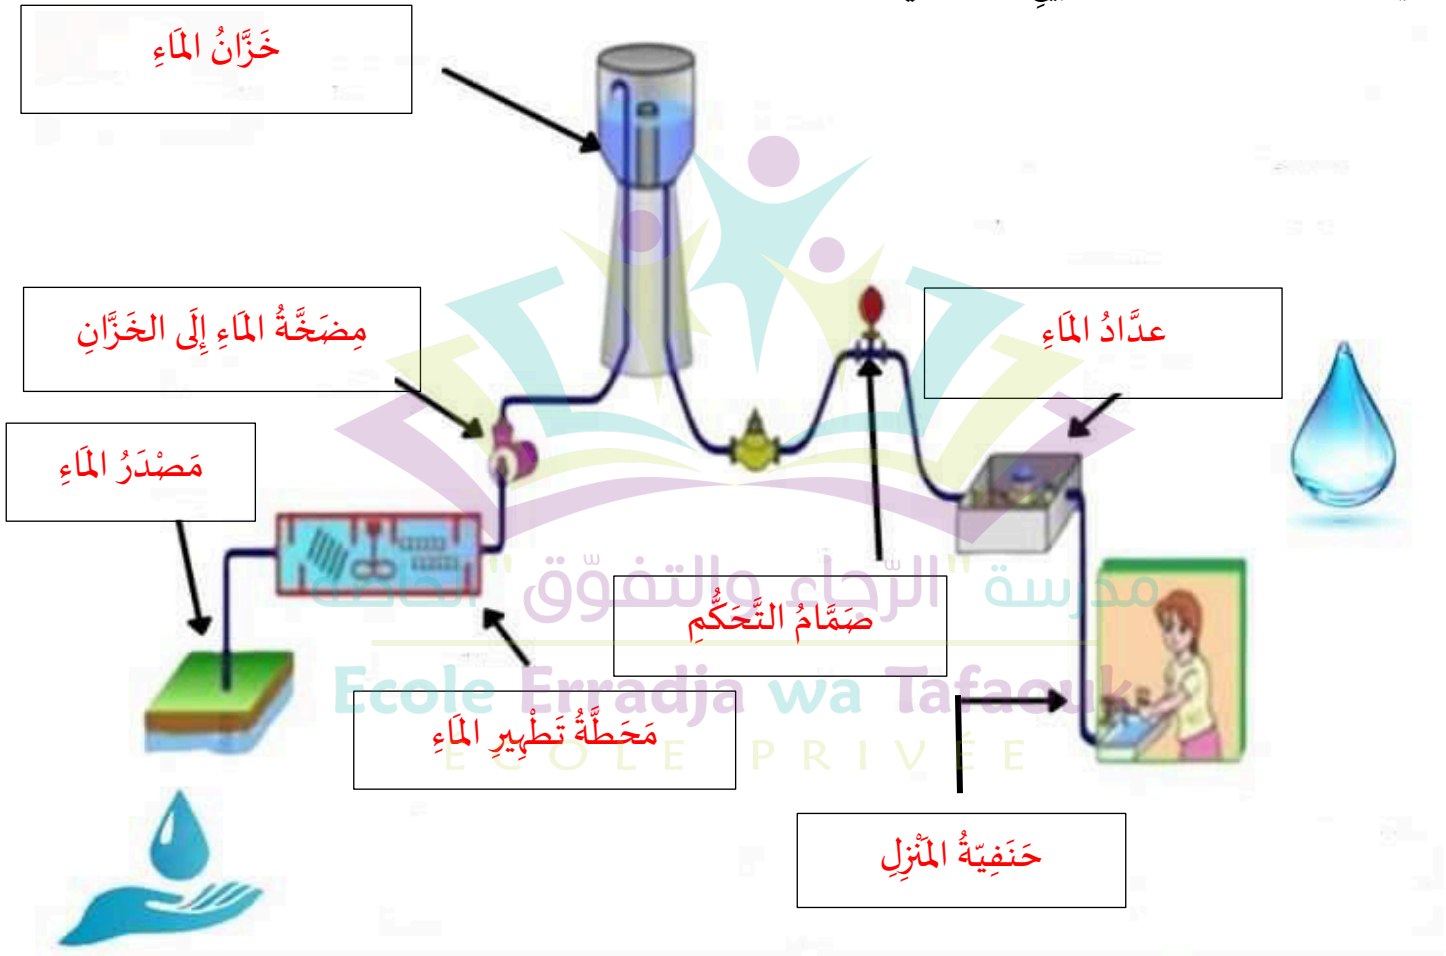 خَزَّانُ المَاءِ
مِضَخَّةُ المَاءِ إِلَى الخَزَّانِ
عدَّادُ المَاءِ
مَصْدَرُ المَاءِ
مدرسة "الرّجاء والتفوّق" الخاصة
صَمَّامُ التَّحَكُّمِ
Ecole Erradja wa Tafaouk
مَحَطَّةُ تَطْهِيرِ المَاءِ
ECOLE PRIVÉE
حَنَفِيّةُ المَنْزِلِ